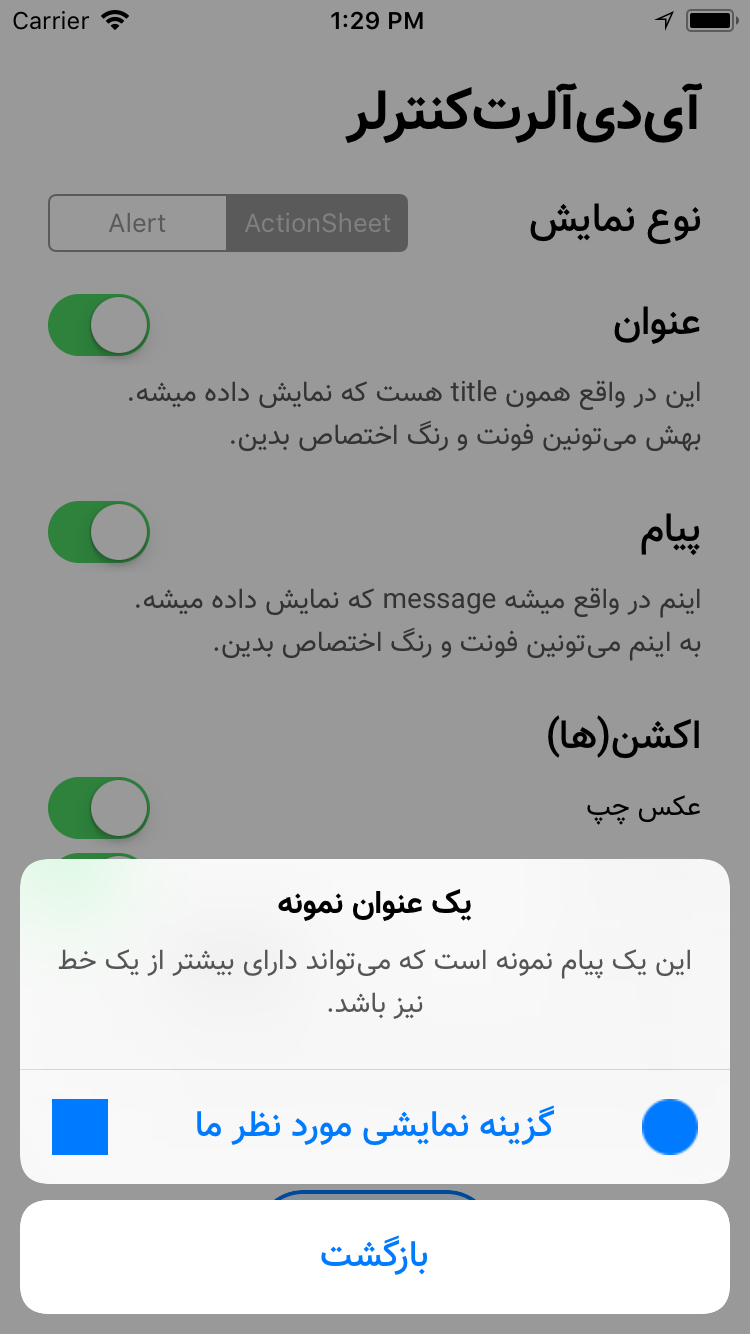 Carrier 1:29 PM
آی‌دی‌آلرت‌کنترلر
نوع نمایش
Alert ActionSheet
عنوان
این در واقع همون title هست که نمایش داده میشه.
بهش می‌تونین فونت و رنگ اختصاص بدین.
پیام
اینم در واقع میشه message که نمایش داده میشه.
به اینم می‌تونین فونت و رنگ اختصاص بدین.
اکشن(ها)
عکس چپ
یک عنوان نمونه
این یک پیام نمونه است که می‌تواند دارای بیشتر از یک خط
نیز باشد.
گزینه نمایشی مورد نظر ما
بازگشت